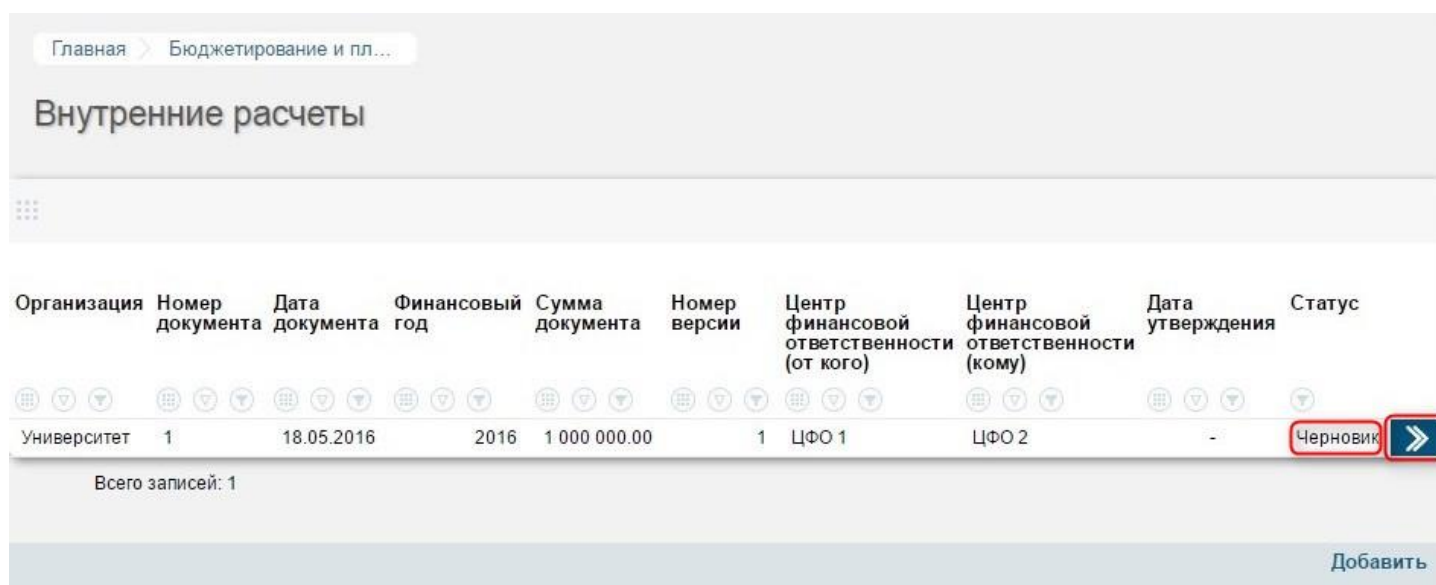 Главная Бюджетирование и пл...
Внутренние расчеты
Организация Номер документа Дата документа Финансовый год Сумма документа Номер версии Центр финансовой ответственности (от кого) Центр финансовой ответственности (кому) Дата утверждения Статус
Университет 1 18.05.2016 2016 1 000 000.00 1 ЦФО 1 ЦФО 2 - Черновик
Всего записей: 1
Добавить